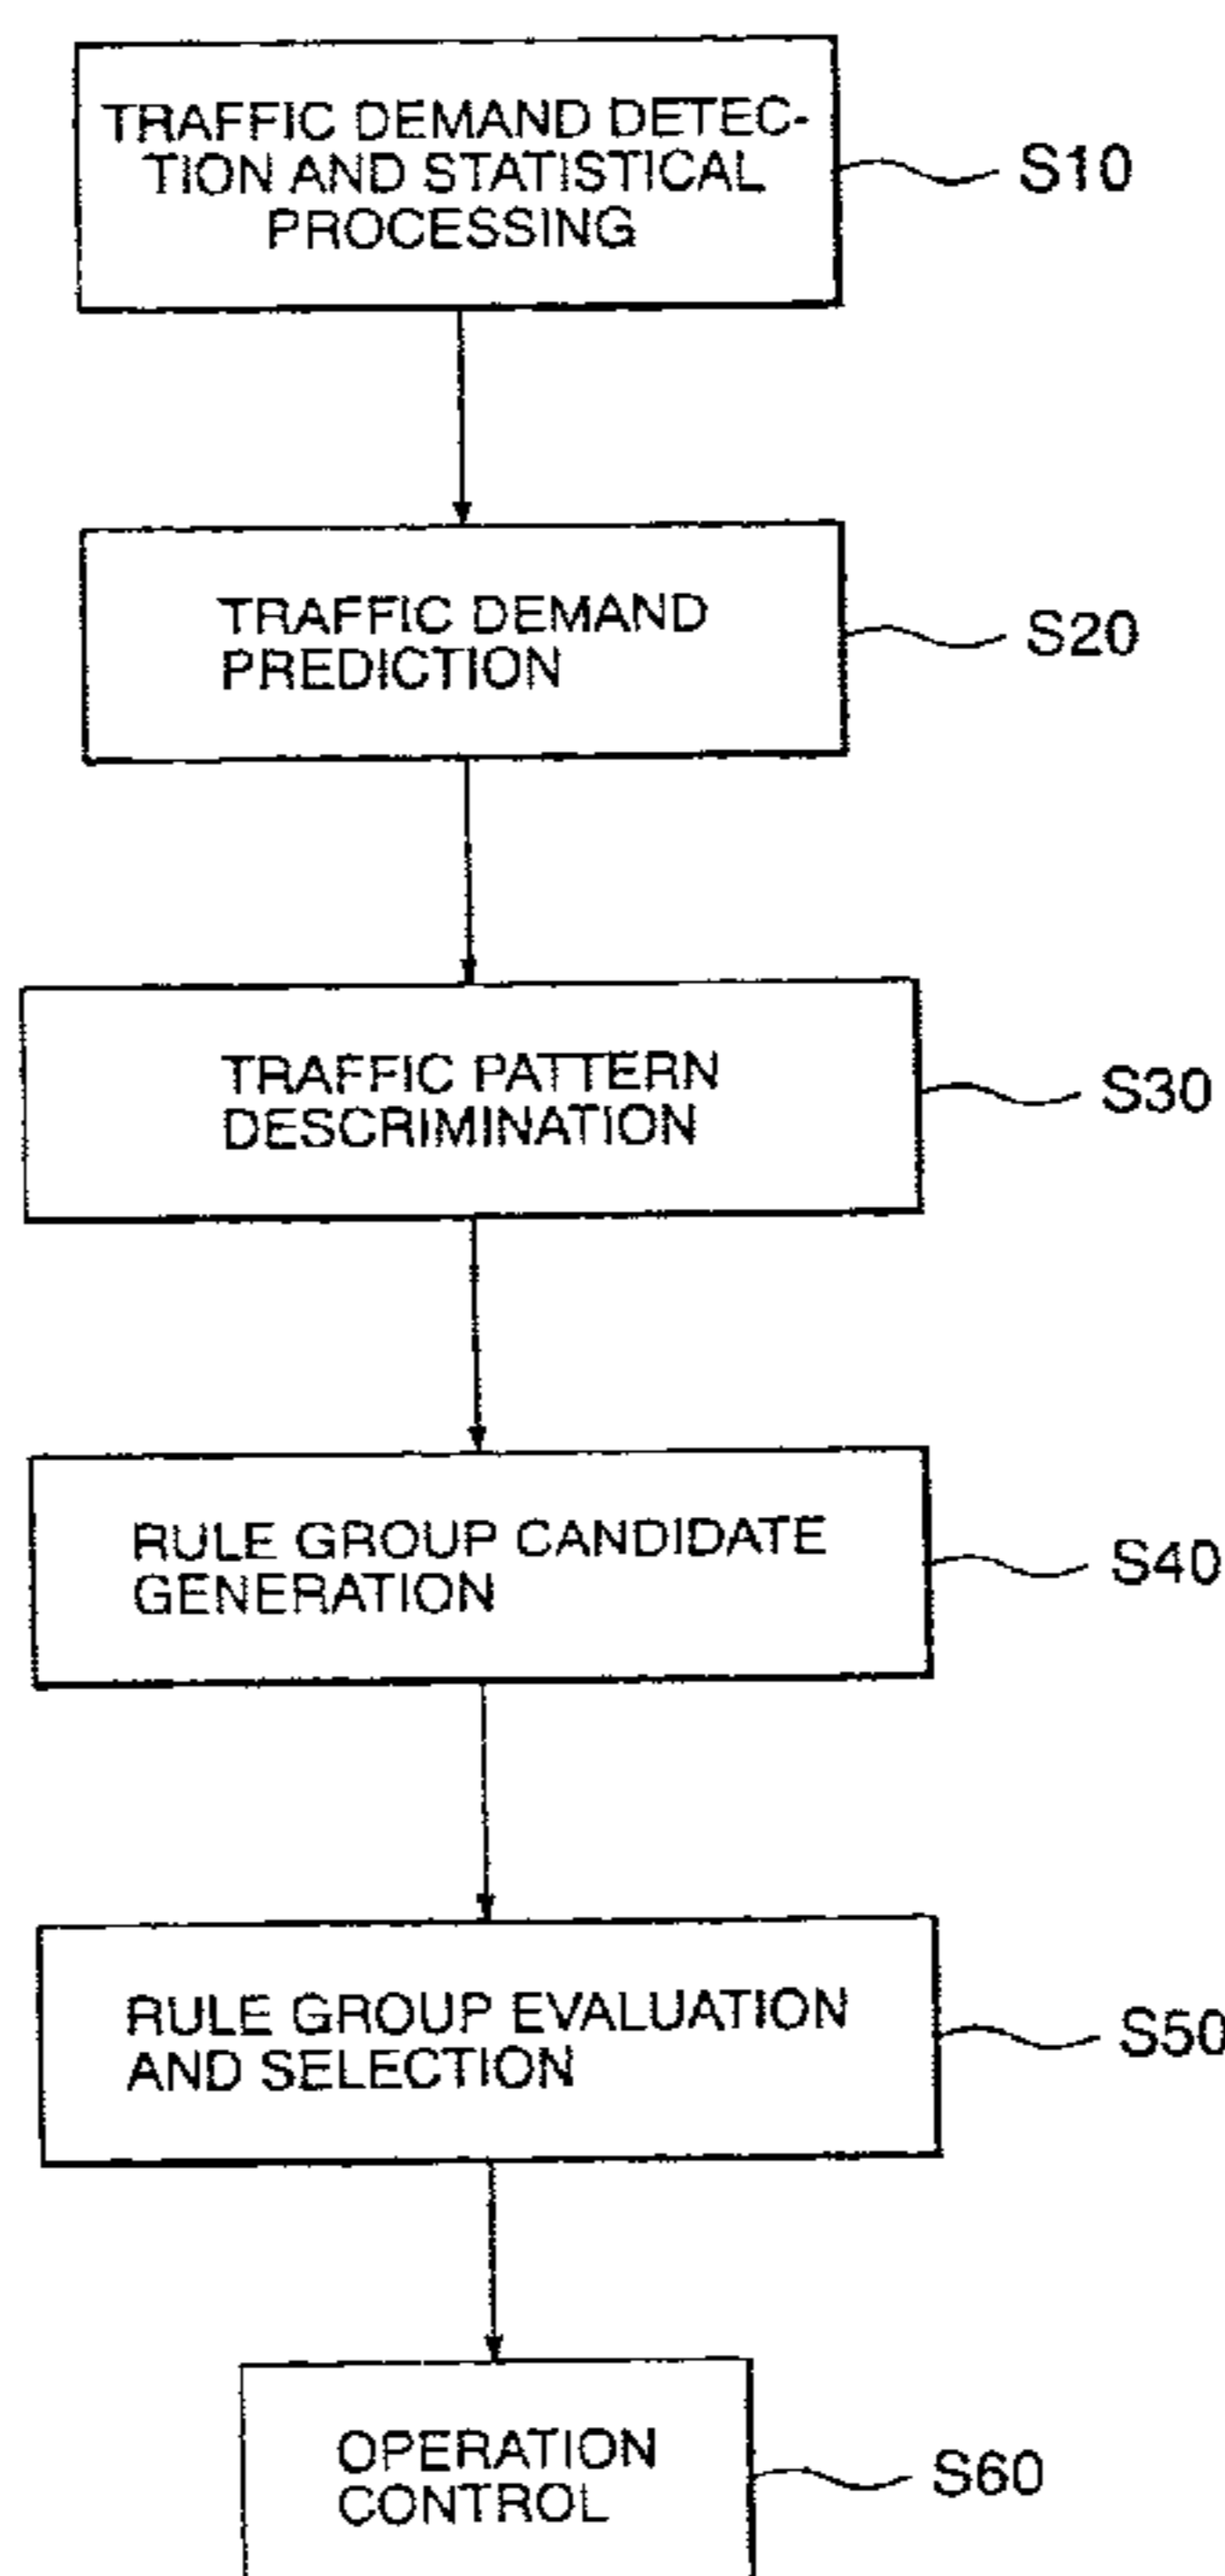 TRAFFIC DEMAND DETEC-
TION AND STATISTICAL
PROCESSING
S10
TRAFFIC DEMAND
PREDICTION
S20
TRAFFIC PATTERN
DESCRIMINATION
S30
RULE GROUP CANDIDATE
GENERATION
S40
RULE GROUP EVALUATION
AND SELECTION
S50
OPERATION
CONTROL
S60